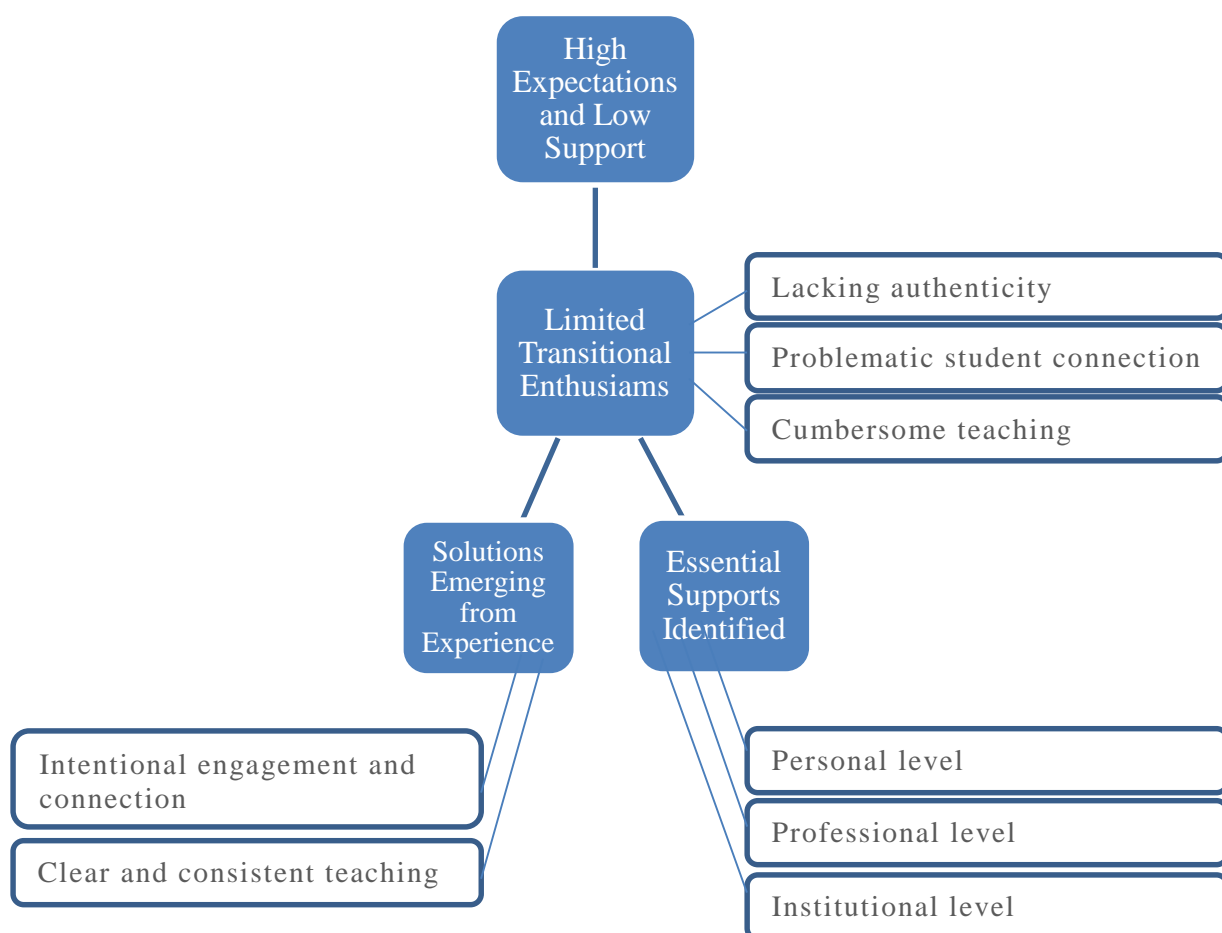 High
Expectations
and Low
Support
Limited
Transitional
Enthusiams
Lacking authenticity
Problematic student connection
Cumbersome teaching
Solutions
Emerging
from
Experience
Essential
Supports
Identified
Intentional engagement and
connection
Clear and consistent teaching
Personal level
Professional level
Institutional level